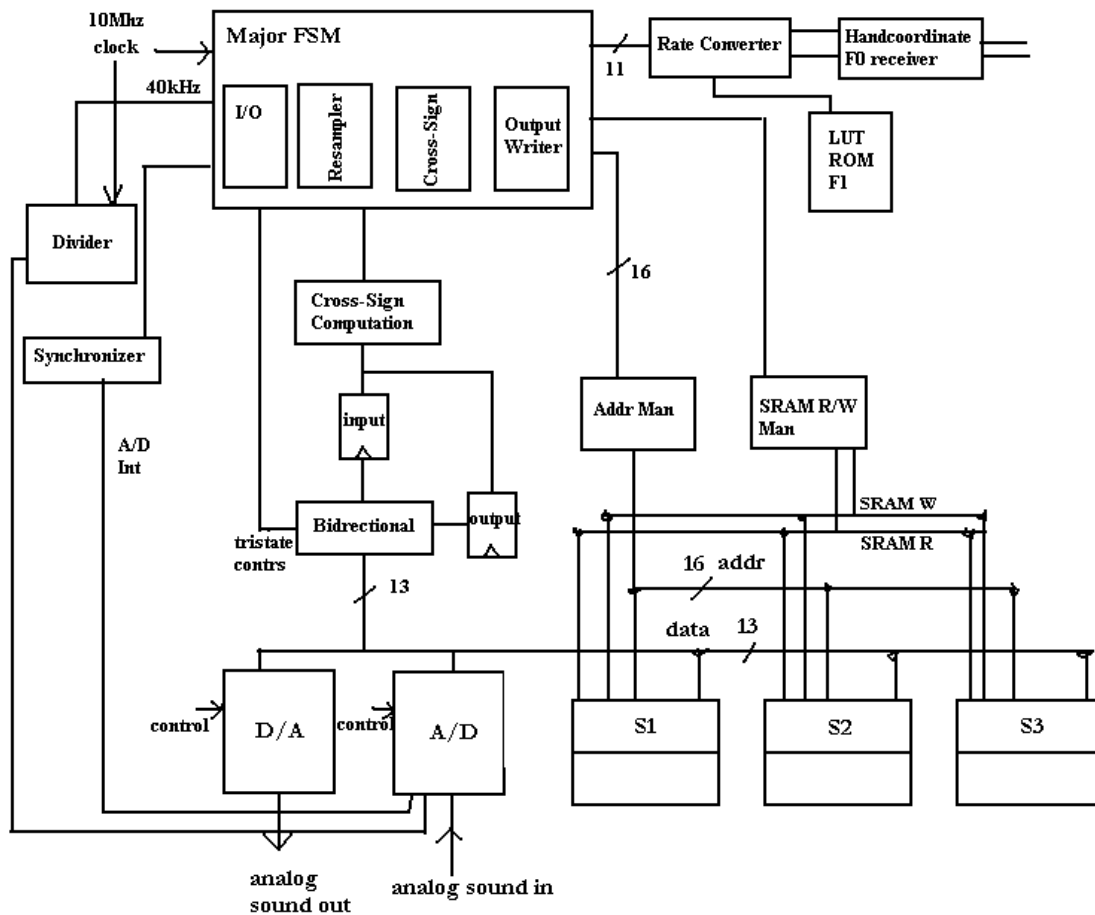 10Mhz
clock
Major FSM
40kHz
I/O
Resampler
Cross-Sign
Output
Writer
11
Rate Converter
Handcoordinate
F0 receiver
LUT
ROM
F1
Divider
Synchronizer
Cross-Sign
Computation
16
Addr Man
SRAM R/W
Man
A/D
Int
input
output
Bidrectional
tristate
contrs
13
SRAM W
SRAM R
16 addr
data 13
control
D/A
control
A/D
S1
S2
S3
analog
sound out
analog sound in